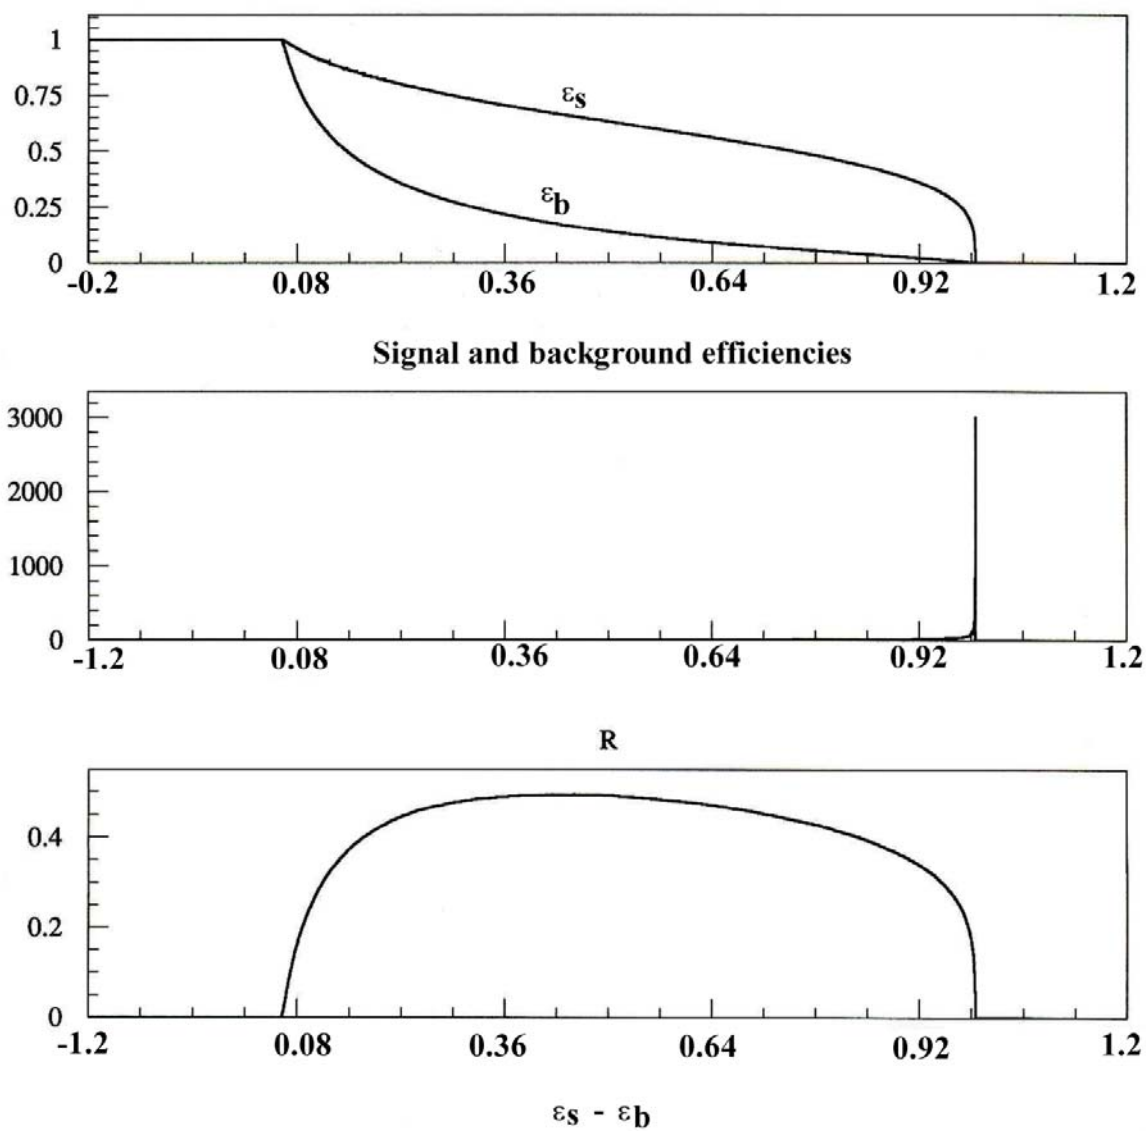 1
0.75
εs
0.5
εb
0.25
0
-0.2 0.08 0.36 0.64 0.92 1.2
Signal and background efficiencies
3000
2000
1000
0
-1.2 0.08 0.36 0.64 0.92 1.2
R
0.4
0.2
0
-1.2 0.08 0.36 0.64 0.92 1.2
εs - εb